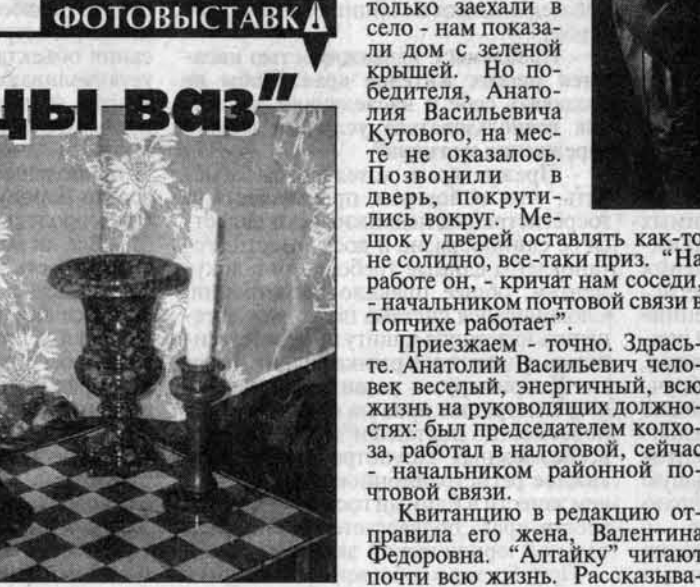 ФОТОВЫСТАВКА
цы ваз"
только заехали в
село - нам показа-
ли дом с зеленой
крышей. Но по-
бедителя, Анато-
лия Васильевича
Кутового, на мес-
те не оказалось.
Позвонили в
дверь, покрути-
лись вокруг. Ме-
шок у дверей оставлять как-то
не солидно, все-таки приз. “На
работе он, - кричат нам соседи,
- начальником почтовой связи в
Топчихе работает”.
Приезжаем - точно. Здрась-
те. Анатолий Васильевич чело-
век веселый, энергичный, всю
жизнь на руководящих должно-
стях: был председателем колхо-
за, работал в налоговой, сейчас
- начальником районной по-
чтовой связи.
Квитанцию в редакцию от-
правила его жена, Валентина
Федоровна. “Алтайку” читают
почти всю жизнь. Рассказыва-